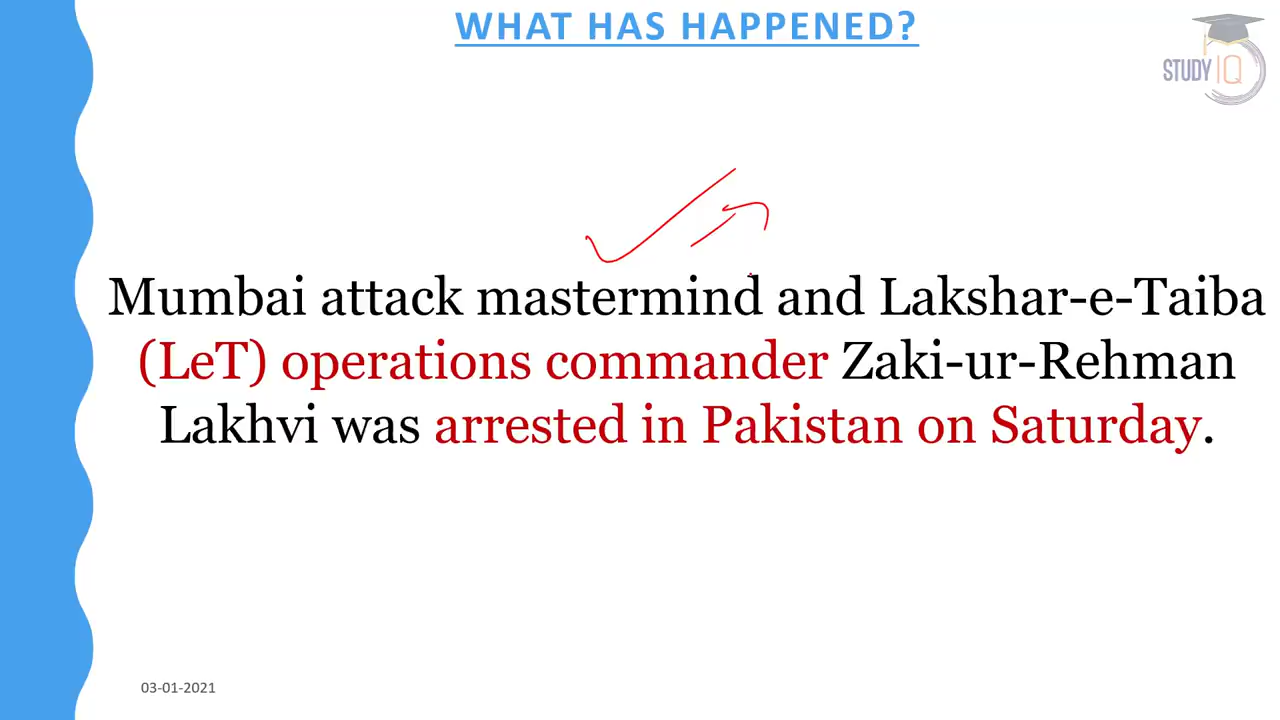 WHAT HAS HAPPENED?
STUDY IQ
Mumbai attack mastermind and Lakshar-e-Taiba
(LeT) operations commander Zaki-ur-Rehman
Lakhvi was arrested in Pakistan on Saturday.
03-01-2021